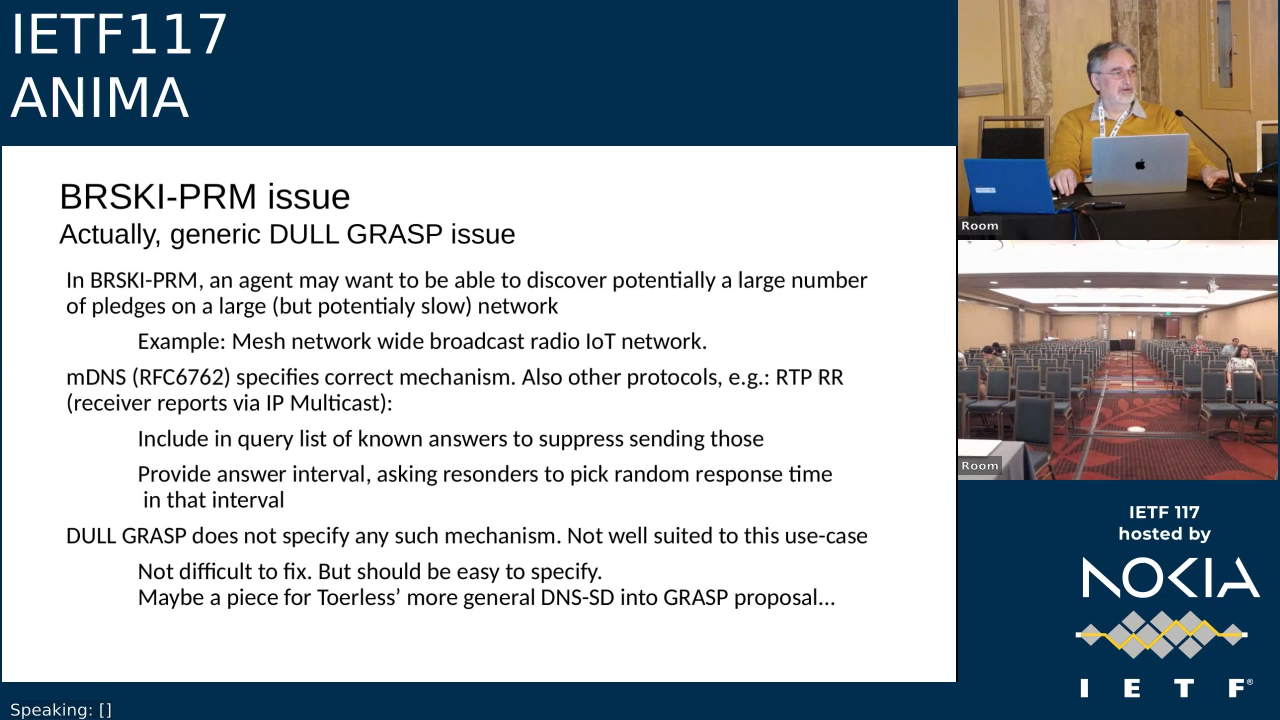 IETF117
ANIMA
BRSKI-PRM issue
Actually, generic DULL GRASP issue
In BRSKI-PRM, an agent may want to be able to discover potentially a large number
of pledges on a large (but potentialy slow) network
Example: Mesh network wide broadcast radio IoT network.
mDNS (RFC6762) specifies correct mechanism. Also other protocols, e.g.: RTP RR
(receiver reports via IP Multicast):
Include in query list of known answers to suppress sending those
Provide answer interval, asking resonders to pick random response time
in that interval
DULL GRASP does not specify any such mechanism. Not well suited to this use-case
Not difficult to fix. But should be easy to specify.
Maybe a piece for Toerless’ more general DNS-SD into GRASP proposal...
Room
Room
IETF 117
hosted by
NOKIA
I E T F®
Speaking: []